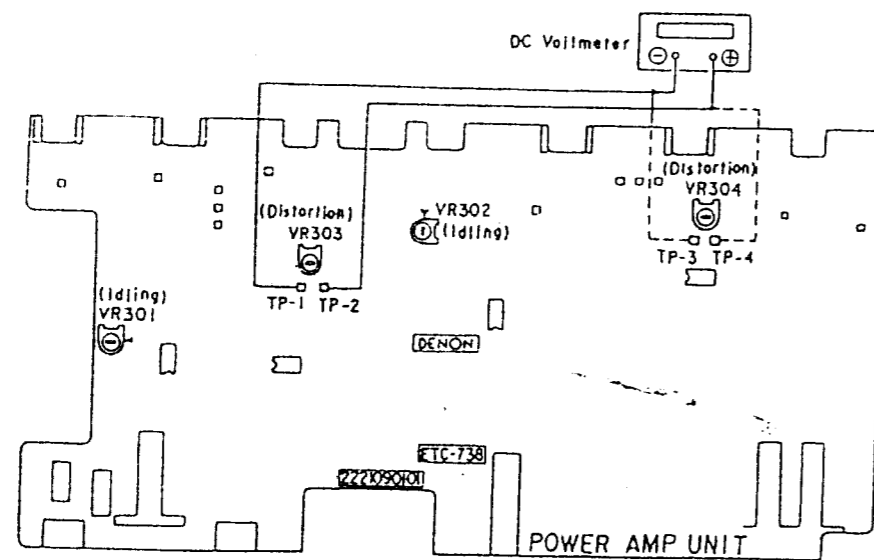 DC Voltmeter
⊖ ⊕
(Distortion)
VR304
(Distortion)
VR303
VR302
(Idling)
TP-3 TP-4
TP-1 TP-2
(Idling)
VR301
DENON
ETC-738
222109010
POWER AMP UNIT